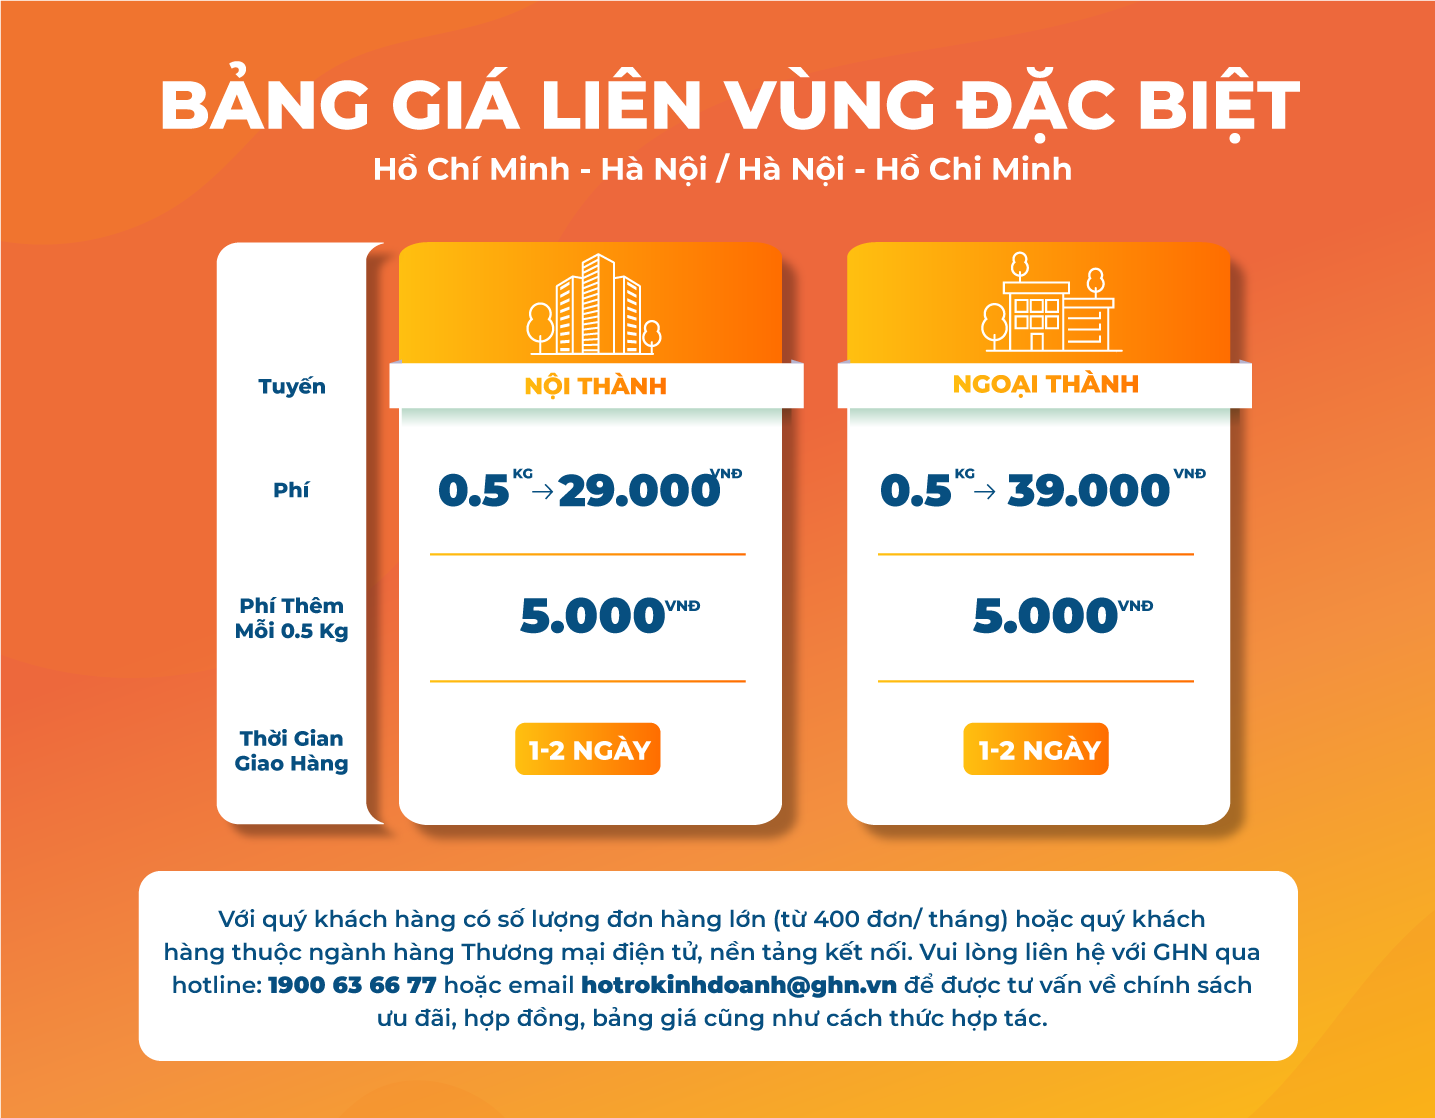 BẢNG GIÁ LIÊN VÙNG ĐẶC BIỆT
Hồ Chí Minh - Hà Nội / Hà Nội - Hồ Chi Minh
Tuyến
NỘI THÀNH
NGOẠI THÀNH
Phí
0.5 KG → 29.000 VNĐ
0.5 KG → 39.000 VNĐ
Phí Thêm
Mỗi 0.5 Kg
5.000 VNĐ
5.000 VNĐ
Thời Gian
Giao Hàng
1-2 NGÀY
1-2 NGÀY
Với quý khách hàng có số lượng đơn hàng lớn (từ 400 đơn/ tháng) hoặc quý khách
hàng thuộc ngành hàng Thương mại điện tử, nền tảng kết nối. Vui lòng liên hệ với GHN qua
hotline: 1900 63 66 77 hoặc email hotrokinhdoanh@ghn.vn để được tư vấn về chính sách
ưu đãi, hợp đồng, bảng giá cũng như cách thức hợp tác.